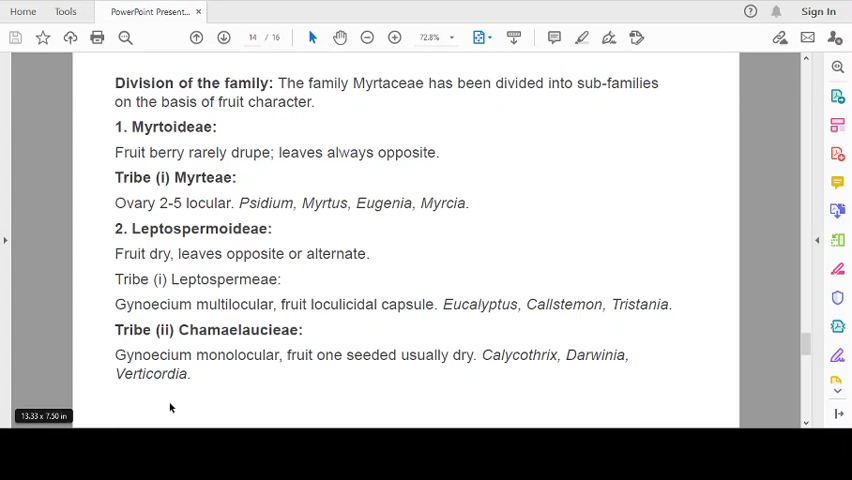 Home Tools PowerPoint Present... × Sign In
14 / 16 72.8%
Division of the family: The family Myrtaceae has been divided into sub-families
on the basis of fruit character.
1. Myrtoideae:
Fruit berry rarely drupe; leaves always opposite.
Tribe (i) Myrteae:
Ovary 2-5 locular. Psidium, Myrtus, Eugenia, Myrcia.
2. Leptospermoideae:
Fruit dry, leaves opposite or alternate.
Tribe (i) Leptospermeae:
Gynoecium multilocular, fruit loculicidal capsule. Eucalyptus, Callstemon, Tristania.
Tribe (ii) Chamaelaucieae:
Gynoecium monolocular, fruit one seeded usually dry. Calycothrix, Darwinia,
Verticordia.
13.33 x 7.50 in